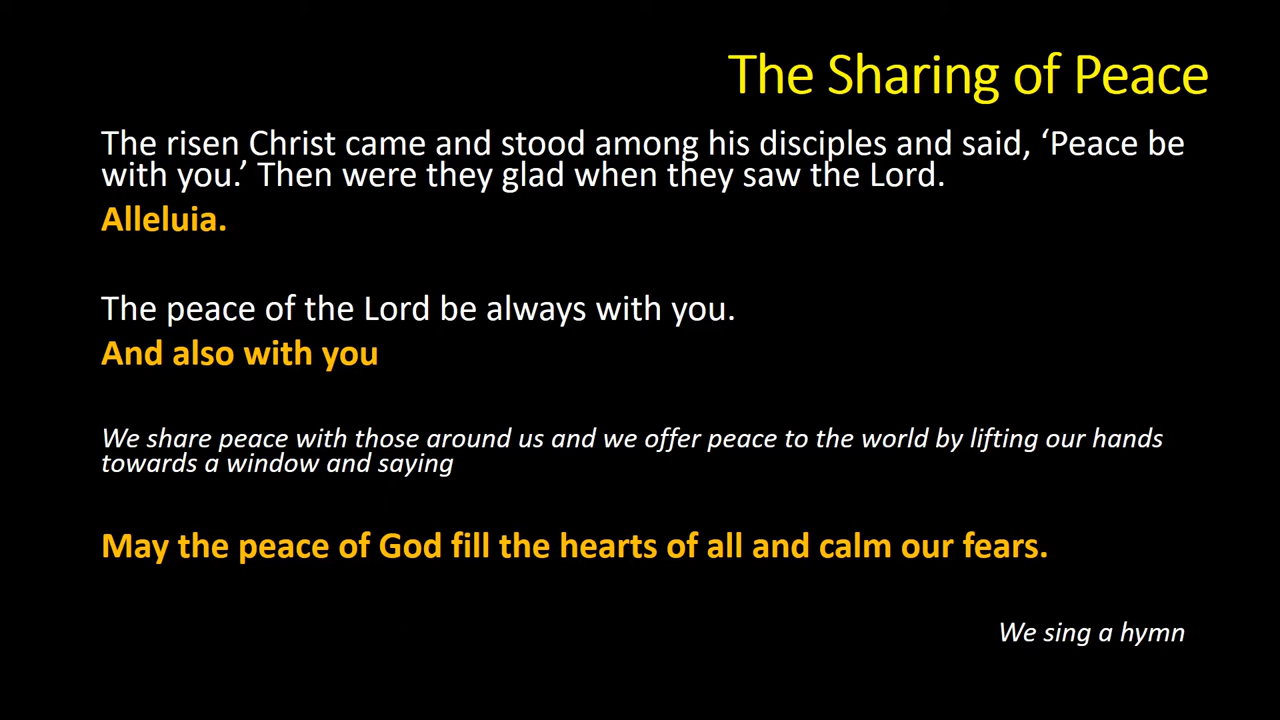 The Sharing of Peace
The risen Christ came and stood among his disciples and said, ‘Peace be
with you.’ Then were they glad when they saw the Lord.
Alleluia.
The peace of the Lord be always with you.
And also with you
We share peace with those around us and we offer peace to the world by lifting our hands
towards a window and saying
May the peace of God fill the hearts of all and calm our fears.
We sing a hymn